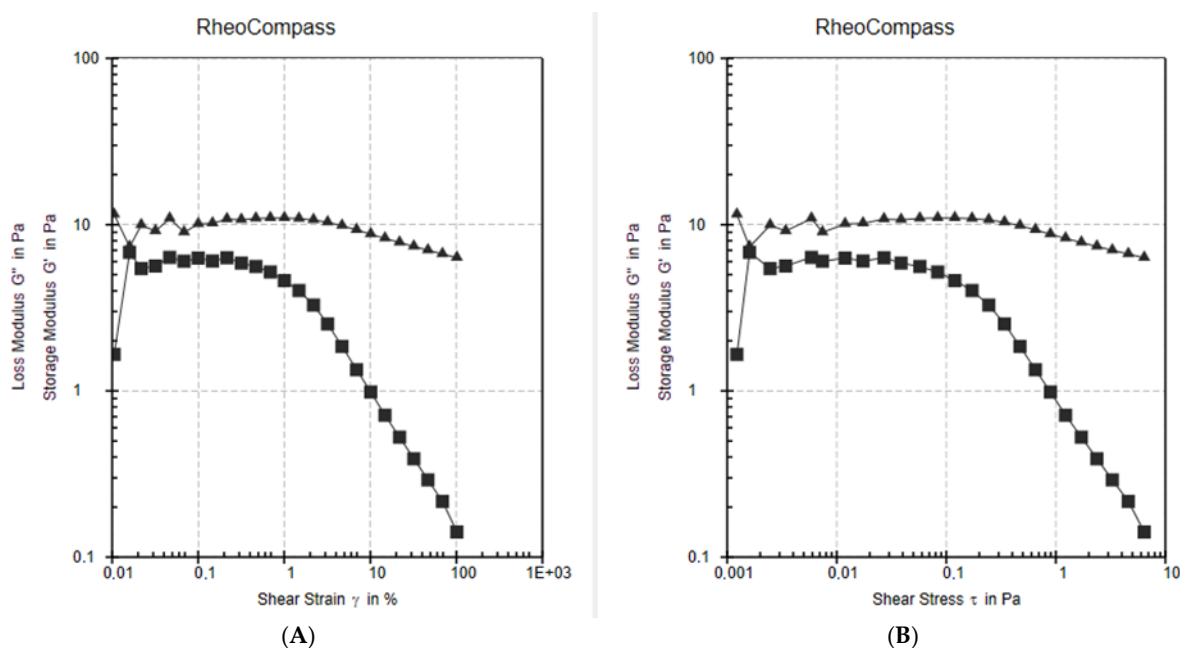 RheoCompass
100
10
1
0.1
Loss Modulus G'' in Pa
Storage Modulus G' in Pa
0.01
0.1
1
10
100
1E+03
Shear Strain γ in %
(A)
RheoCompass
100
10
1
0.1
Loss Modulus G'' in Pa
Storage Modulus G' in Pa
0.001
0.01
0.1
1
10
Shear Stress τ in Pa
(B)